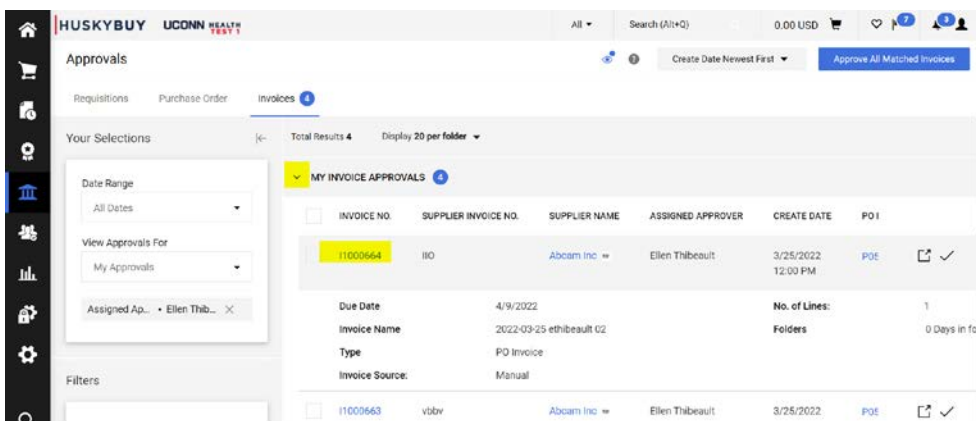 HUSKYBUY UCONN HEALTH TEST 1 All Search (Alt+Q) 0.00 USD 7 3
Approvals Create Date Newest First Approve All Matched Invoices
Requisitions Purchase Order Invoices 4
Your Selections Total Results 4 Display 20 per folder
Date Range
All Dates
View Approvals For
My Approvals
Assigned Ap... • Ellen Thib... ×
Filters
MY INVOICE APPROVALS 4
INVOICE NO. SUPPLIER INVOICE NO. SUPPLIER NAME ASSIGNED APPROVER CREATE DATE PO
I1000664 IIO Abcam Inc Ellen Thibeault 3/25/2022
12:00 PM
Due Date 4/9/2022 No. of Lines: 1
Invoice Name 2022-03-25 ethibeault 02 Folders 0 Days in fo
Type PO Invoice
Invoice Source: Manual
I1000663 vbbv Abcam Inc Ellen Thibeault 3/25/2022